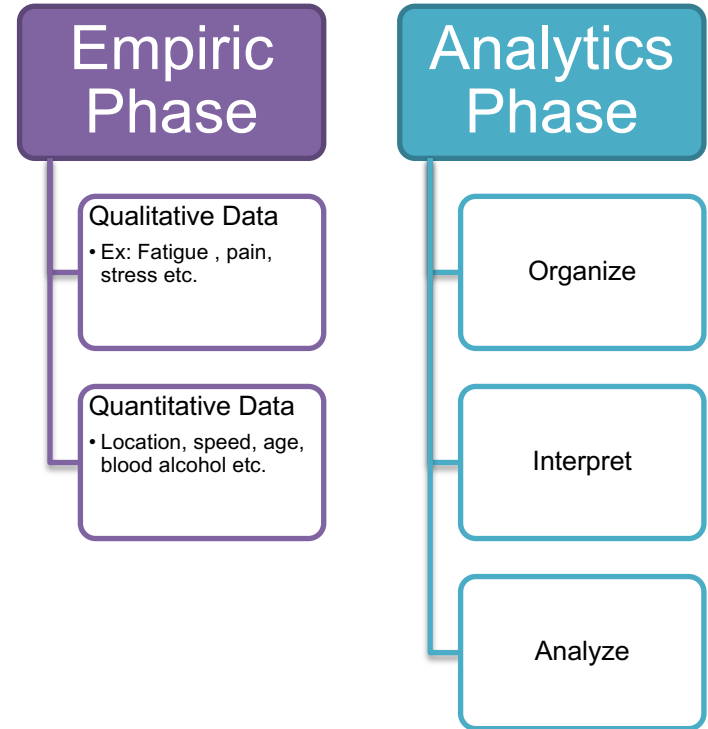 Empiric
Phase
Qualitative Data
• Ex: Fatigue , pain,
stress etc.
Quantitative Data
• Location, speed, age,
blood alcohol etc.
Analytics
Phase
Organize
Interpret
Analyze